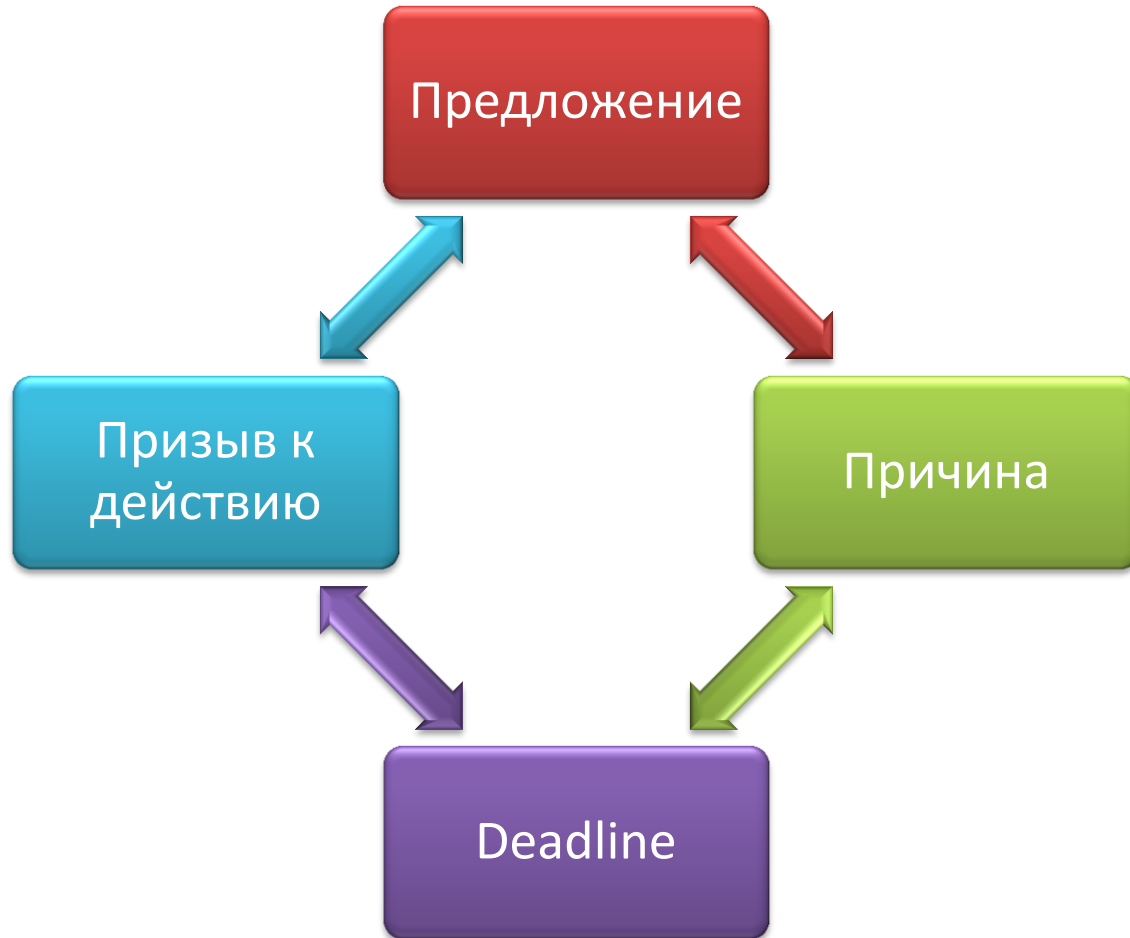 Предложение
Призыв к
действию
Причина
Deadline